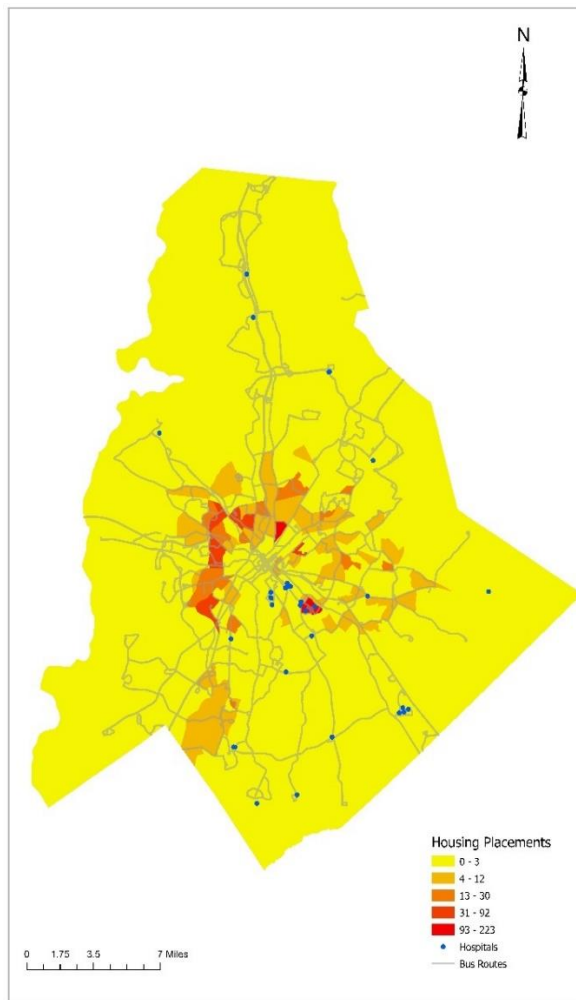 N
Housing Placements
0 - 3
4 - 12
13 - 30
31 - 92
93 - 223
Hospitals
Bus Routes
0 1.75 3.5 7 Miles